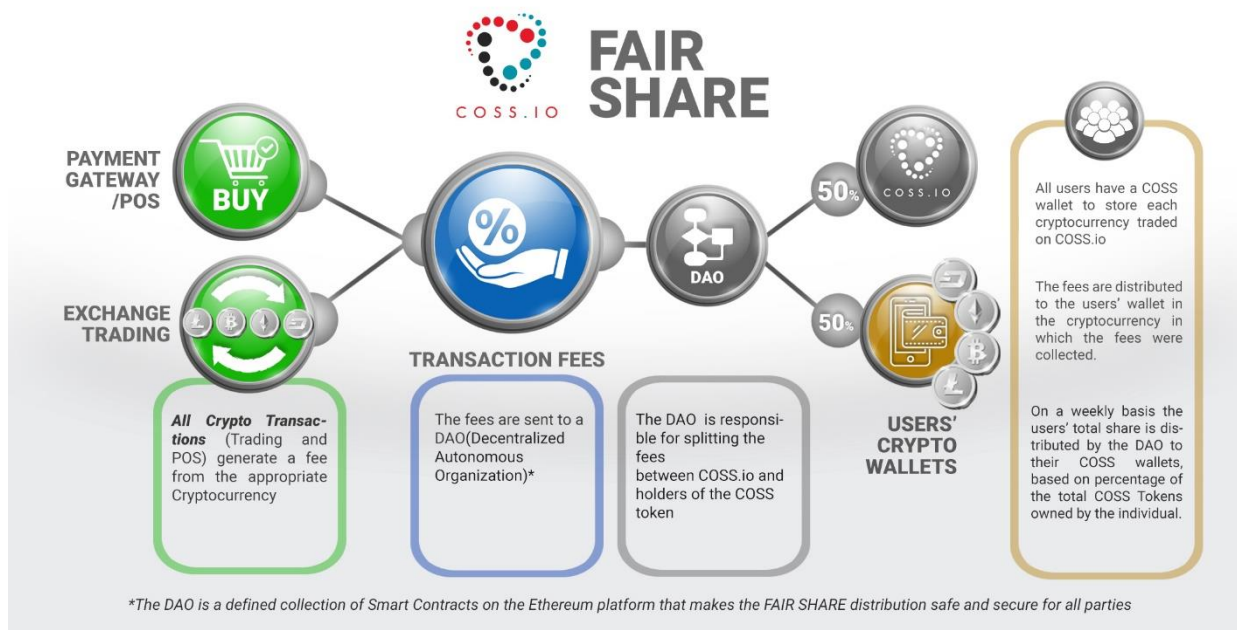 COSS.IO
FAIR
SHARE
PAYMENT
GATEWAY
/POS
BUY
EXCHANGE
TRADING
%
TRANSACTION FEES
DAO
50%
COSS.IO
50%
USERS'
CRYPTO
WALLETS
All Crypto Transac-
tions (Trading and
POS) generate a fee
from the appropriate
Cryptocurrency
The fees are sent to a
DAO(Decentralized
Autonomous
Organization)*
The DAO is responsi-
ble for splitting the
fees
between COSS.io and
holders of the COSS
token
All users have a COSS
wallet to store each
cryptocurrency traded
on COSS.io
The fees are distributed
to the users' wallet in
the cryptocurrency in
which the fees were
collected.
On a weekly basis the
users' total share is dis-
tributed by the DAO to
their COSS wallets,
based on percentage of
the total COSS Tokens
owned by the individual.
*The DAO is a defined collection of Smart Contracts on the Ethereum platform that makes the FAIR SHARE distribution safe and secure for all parties